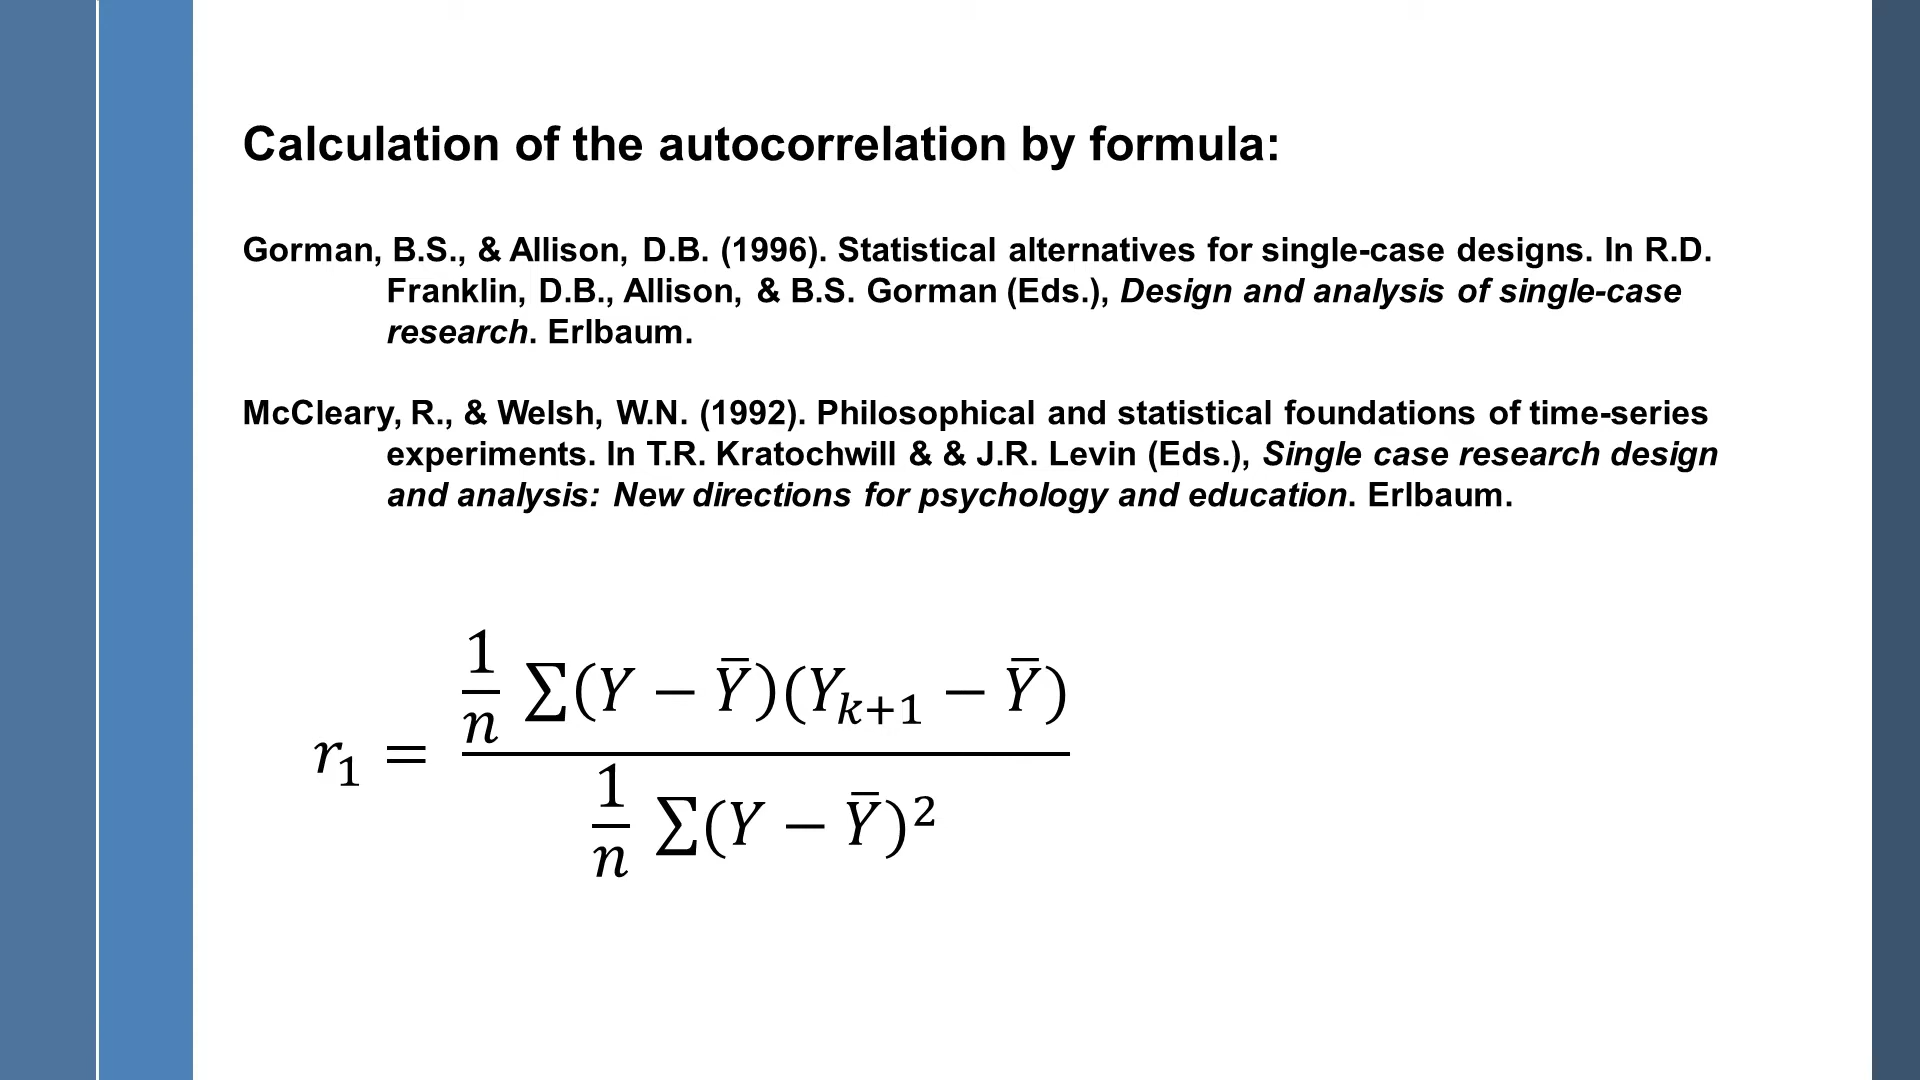 Calculation of the autocorrelation by formula:
Gorman, B.S., & Allison, D.B. (1996). Statistical alternatives for single-case designs. In R.D.
Franklin, D.B., Allison, & B.S. Gorman (Eds.), Design and analysis of single-case
research. Erlbaum.
McCleary, R., & Welsh, W.N. (1992). Philosophical and statistical foundations of time-series
experiments. In T.R. Kratochwill & & J.R. Levin (Eds.), Single case research design
and analysis: New directions for psychology and education. Erlbaum.
r₁ = (1/n ∑(Y − Ȳ)(Yₖ₊₁ − Ȳ)) / (1/n ∑(Y − Ȳ)²)